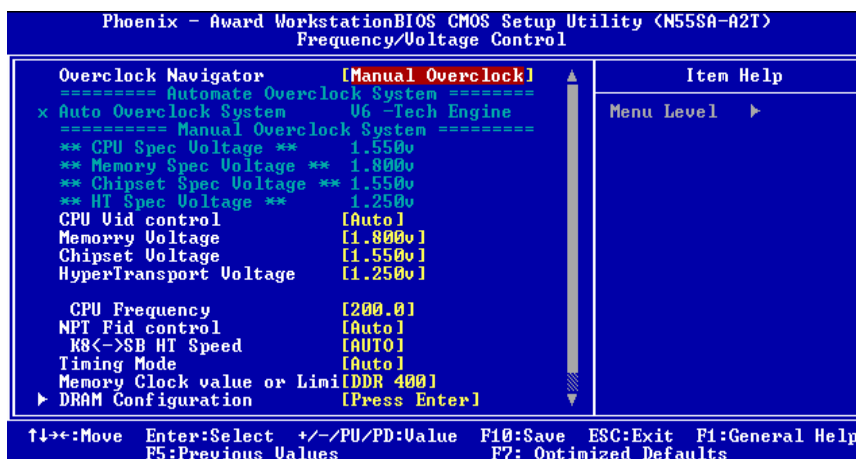 Phoenix - Award WorkstationBIOS CMOS Setup Utility (N55SA-A2T)
Frequency/Voltage Control
Overclock Navigator [Manual Overclock]
========= Automate Overclock System =========
x Auto Overclock System V6 -Tech Engine
========== Manual Overclock System =========
** CPU Spec Voltage ** 1.550v
** Memory Spec Voltage ** 1.800v
** Chipset Spec Voltage ** 1.550v
** HT Spec Voltage ** 1.250v
CPU Vid control [Auto]
Memorry Voltage [1.800v]
Chipset Voltage [1.550v]
HyperTransport Voltage [1.250v]
CPU Frequency [200.0]
NPT Fid control [Auto]
K8<->SB HT Speed [AUTO]
Timing Mode [Auto]
Memory Clock value or Limi[DDR 400]
► DRAM Configuration [Press Enter]
Item Help
Menu Level ►
↑↓→←:Move Enter:Select +/-/PU/PD:Value F10:Save ESC:Exit F1:General Help
F5:Previous Values F7: Optimized Defaults